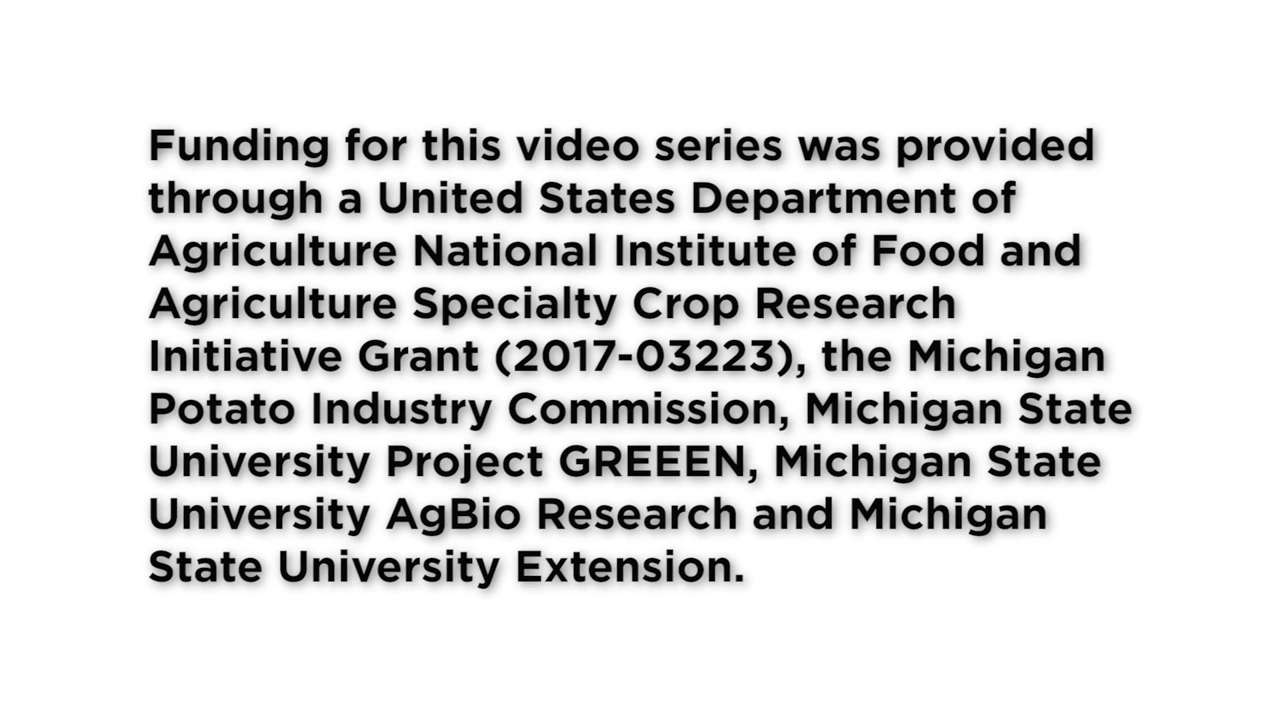 Funding for this video series was provided
through a United States Department of
Agriculture National Institute of Food and
Agriculture Specialty Crop Research
Initiative Grant (2017-03223), the Michigan
Potato Industry Commission, Michigan State
University Project GREEEN, Michigan State
University AgBio Research and Michigan
State University Extension.